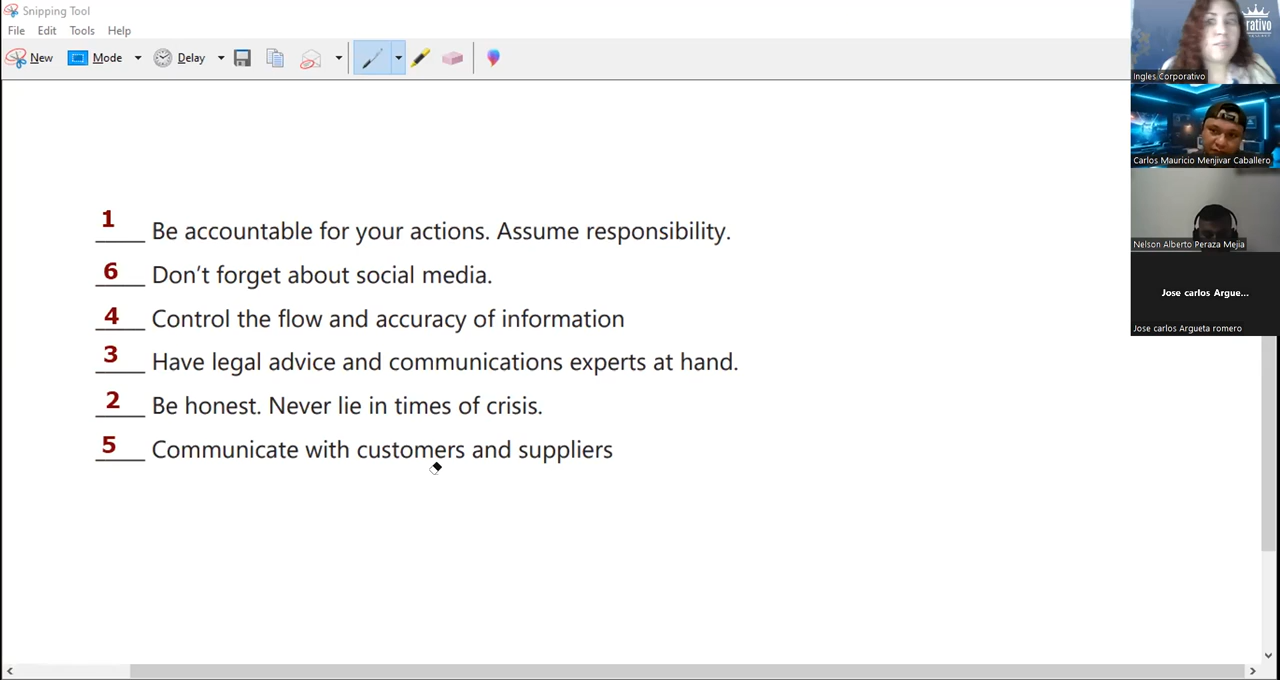 Snipping Tool
File Edit Tools Help
New Mode Delay
rativo
Ingles Corporativo
Carlos Mauricio Menjivar Caballero
Nelson Alberto Peraza Mejia
Jose carlos Argue...
Jose carlos Argueta romero
1 Be accountable for your actions. Assume responsibility.
6 Don't forget about social media.
4 Control the flow and accuracy of information
3 Have legal advice and communications experts at hand.
2 Be honest. Never lie in times of crisis.
5 Communicate with customers and suppliers